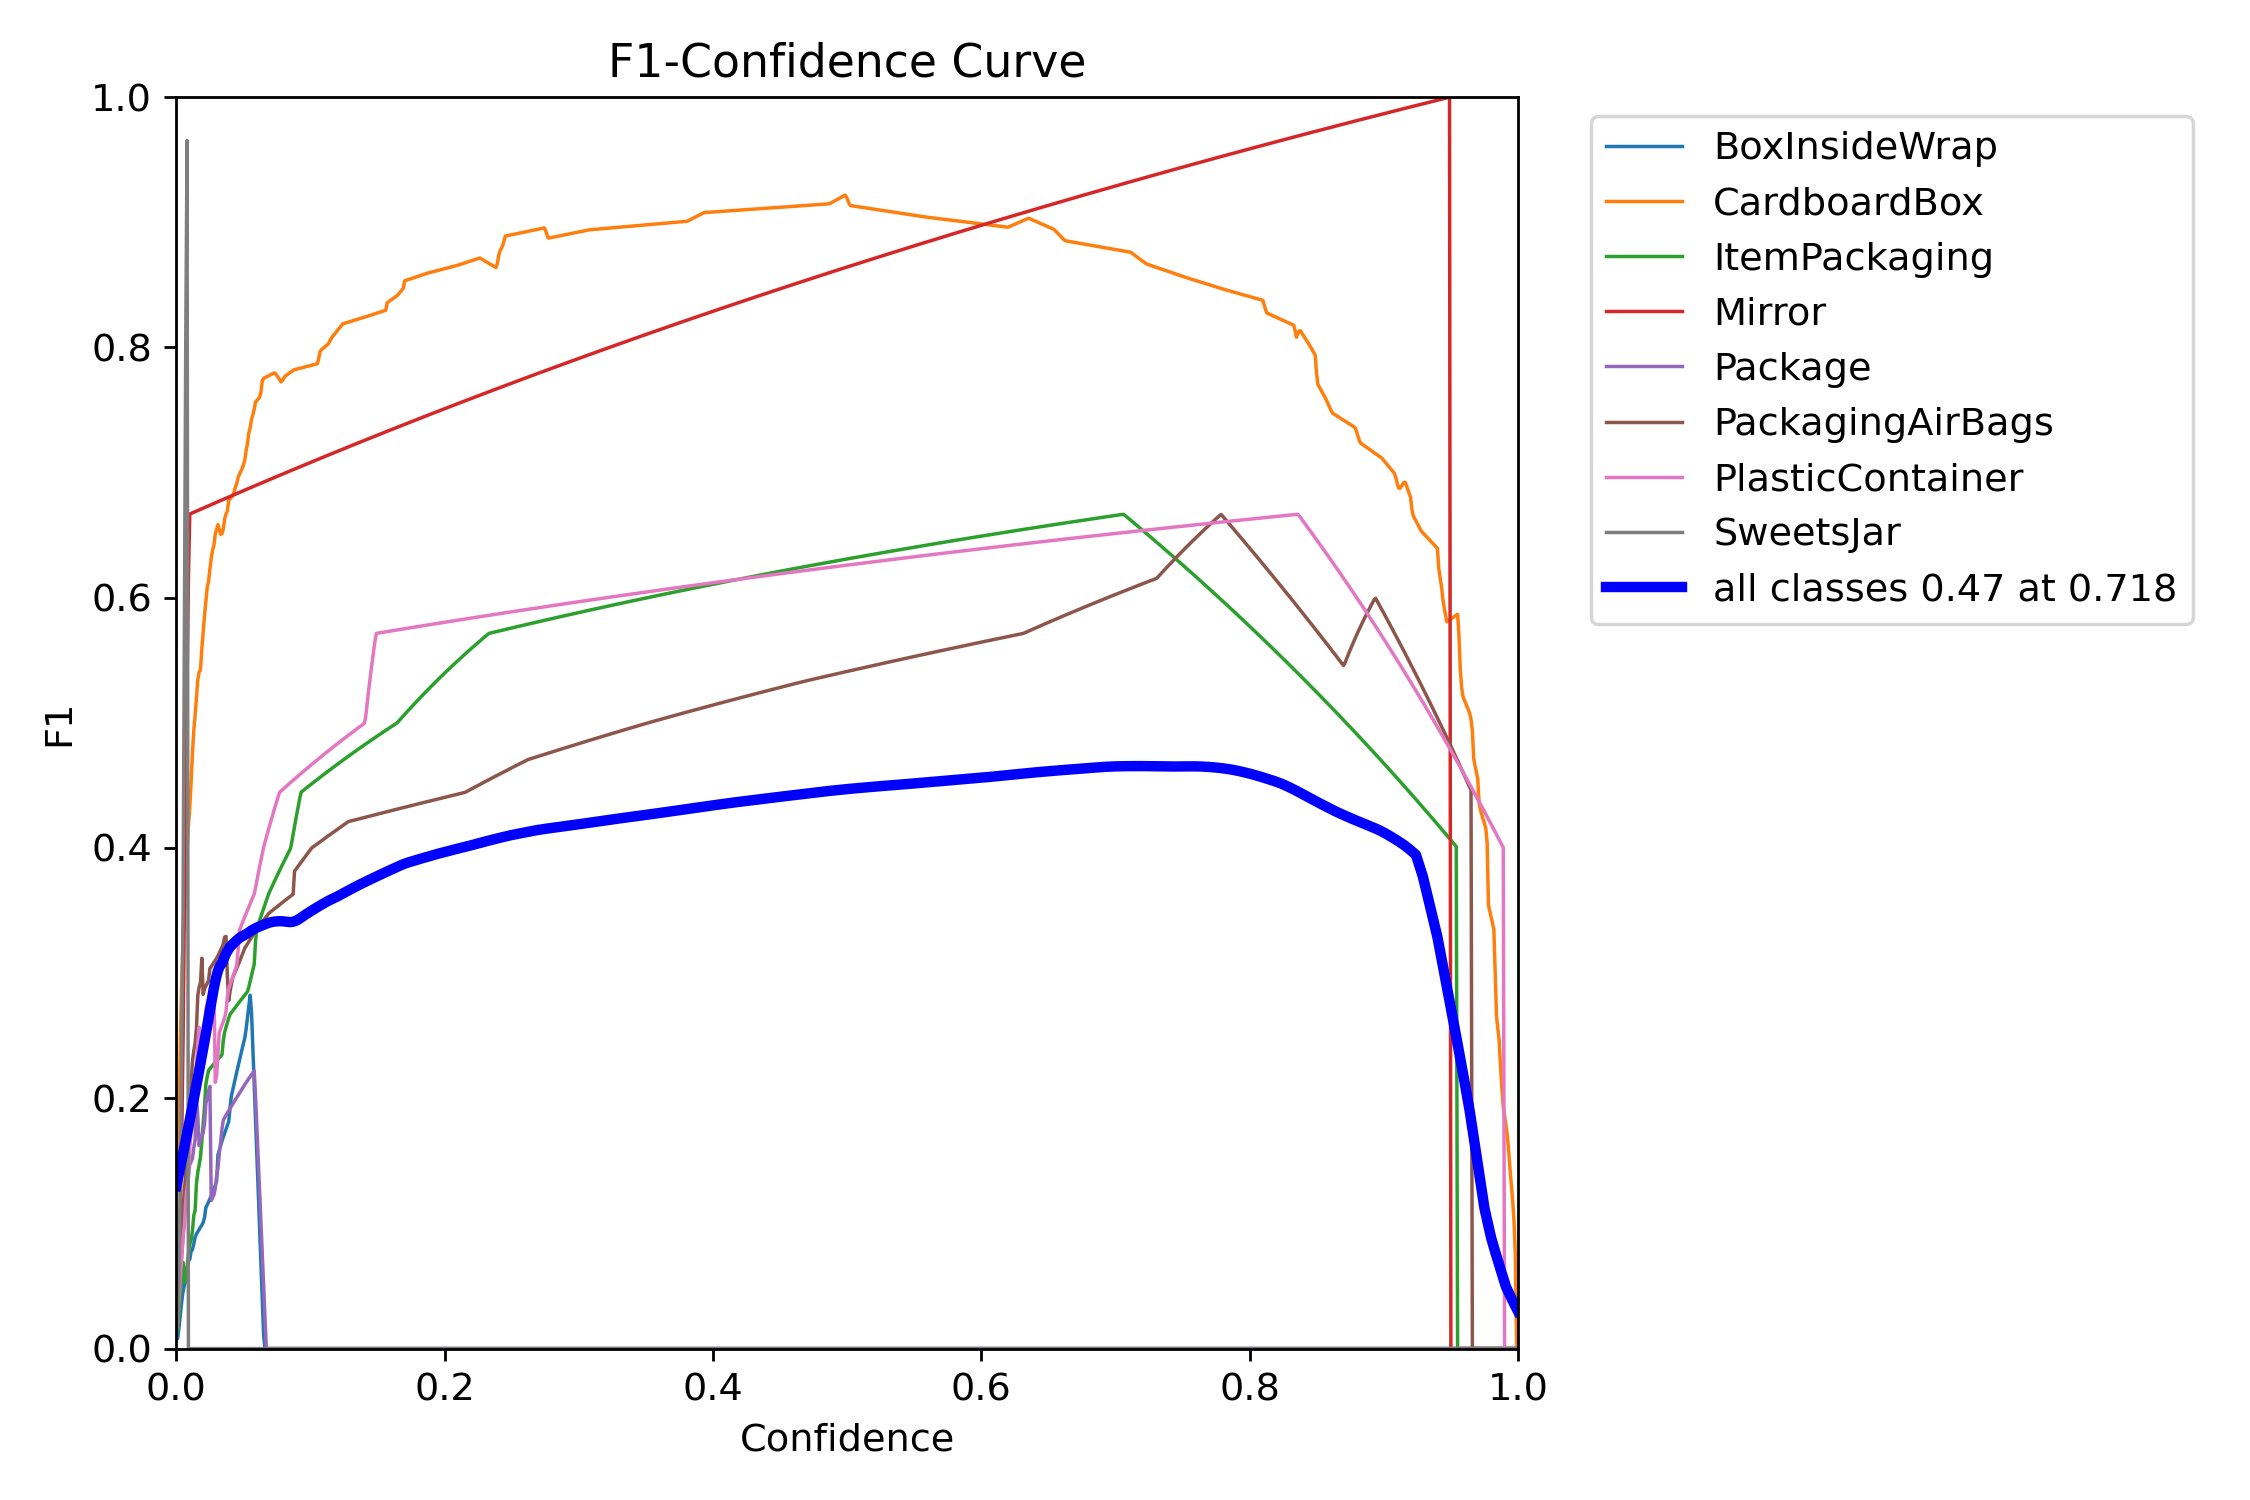 F1-Confidence Curve
1.0
0.8
0.6
0.4
0.2
0.0
F1
0.0 0.2 0.4 0.6 0.8 1.0
Confidence
BoxInsideWrap
CardboardBox
ItemPackaging
Mirror
Package
PackagingAirBags
PlasticContainer
SweetsJar
all classes 0.47 at 0.718